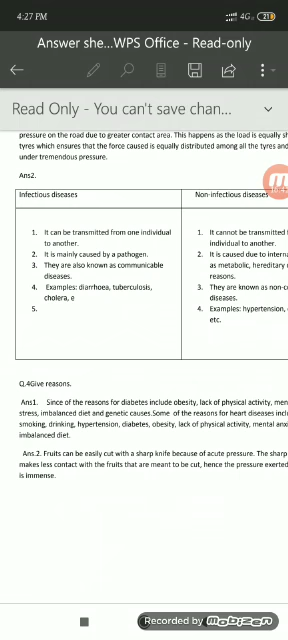 4:27 PM
4G
21
Answer she...WPS Office - Read-only
Read Only - You can't save chan...
pressure on the road due to greater contact area. This happens as the load is equally
tyres which ensures that the force caused is equally distributed among all the tyres and
under tremendous pressure.
Ans2.
Infectious diseases
Non-infectious diseases
1. It can be transmitted from one individual
to another.
2. It is mainly caused by a pathogen.
3. They are also known as communicable
diseases.
4. Examples: diarrhoea, tuberculosis,
cholera, e
5.
1. It cannot be transmitted
individual to another.
2. It is caused due to
as metabolic, hereditary
reasons.
3. They are known as
diseases.
4. Examples: hypertension,
etc.
Q.4Give reasons.
Ans1. Since of the reasons for diabetes include obesity, lack of physical activity,
stress, imbalanced diet and genetic causes.Some of the reasons for heart diseases
smoking, drinking, hypertension, diabetes, obesity, lack of physical activity, mental
imbalanced diet.
Ans.2. Fruits can be easily cut with a sharp knife because of acute pressure. The sharp
makes less contact with the fruits that are meant to be cut, hence the pressure exerted
is immense.
Recorded by mobizen